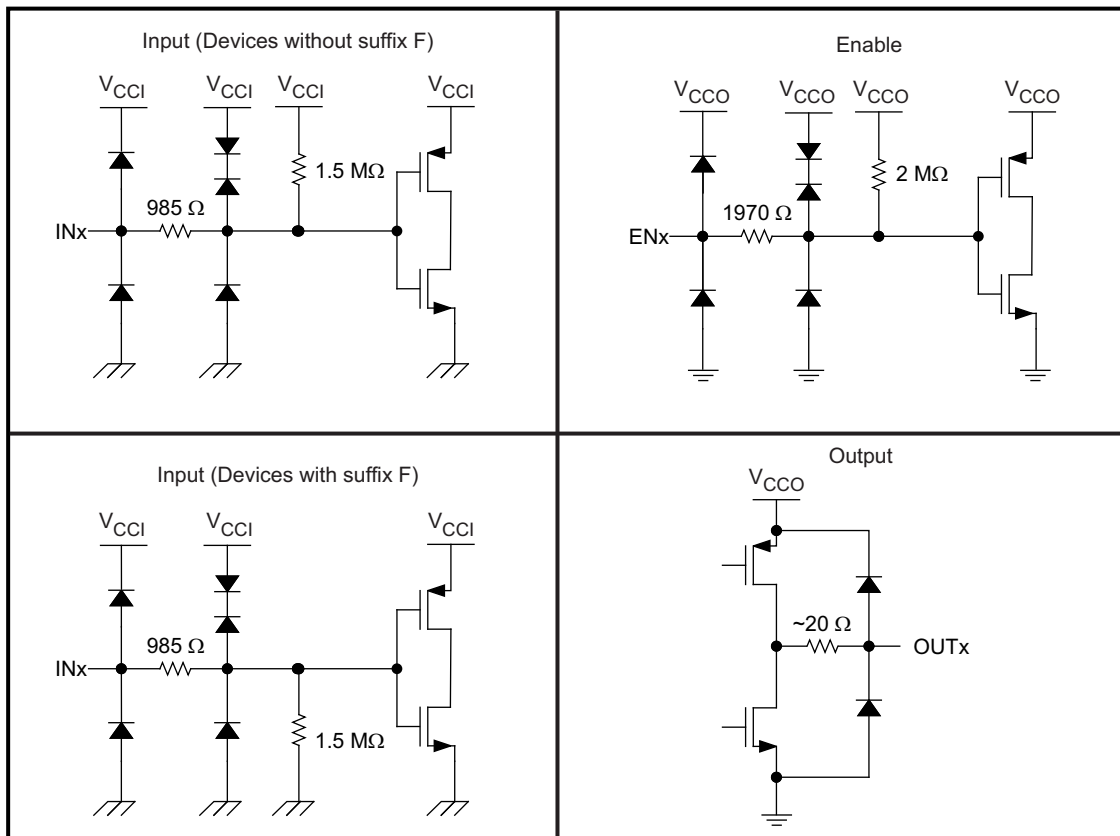 Input (Devices without suffix F)
VCCI VCCI VCCI VCCI
1.5 MΩ
985 Ω
INx
Enable
VCCO VCCO VCCO VCCO
2 MΩ
1970 Ω
ENx
Input (Devices with suffix F)
VCCI VCCI VCCI
985 Ω
INx
1.5 MΩ
Output
VCCO
~20 Ω
OUTx